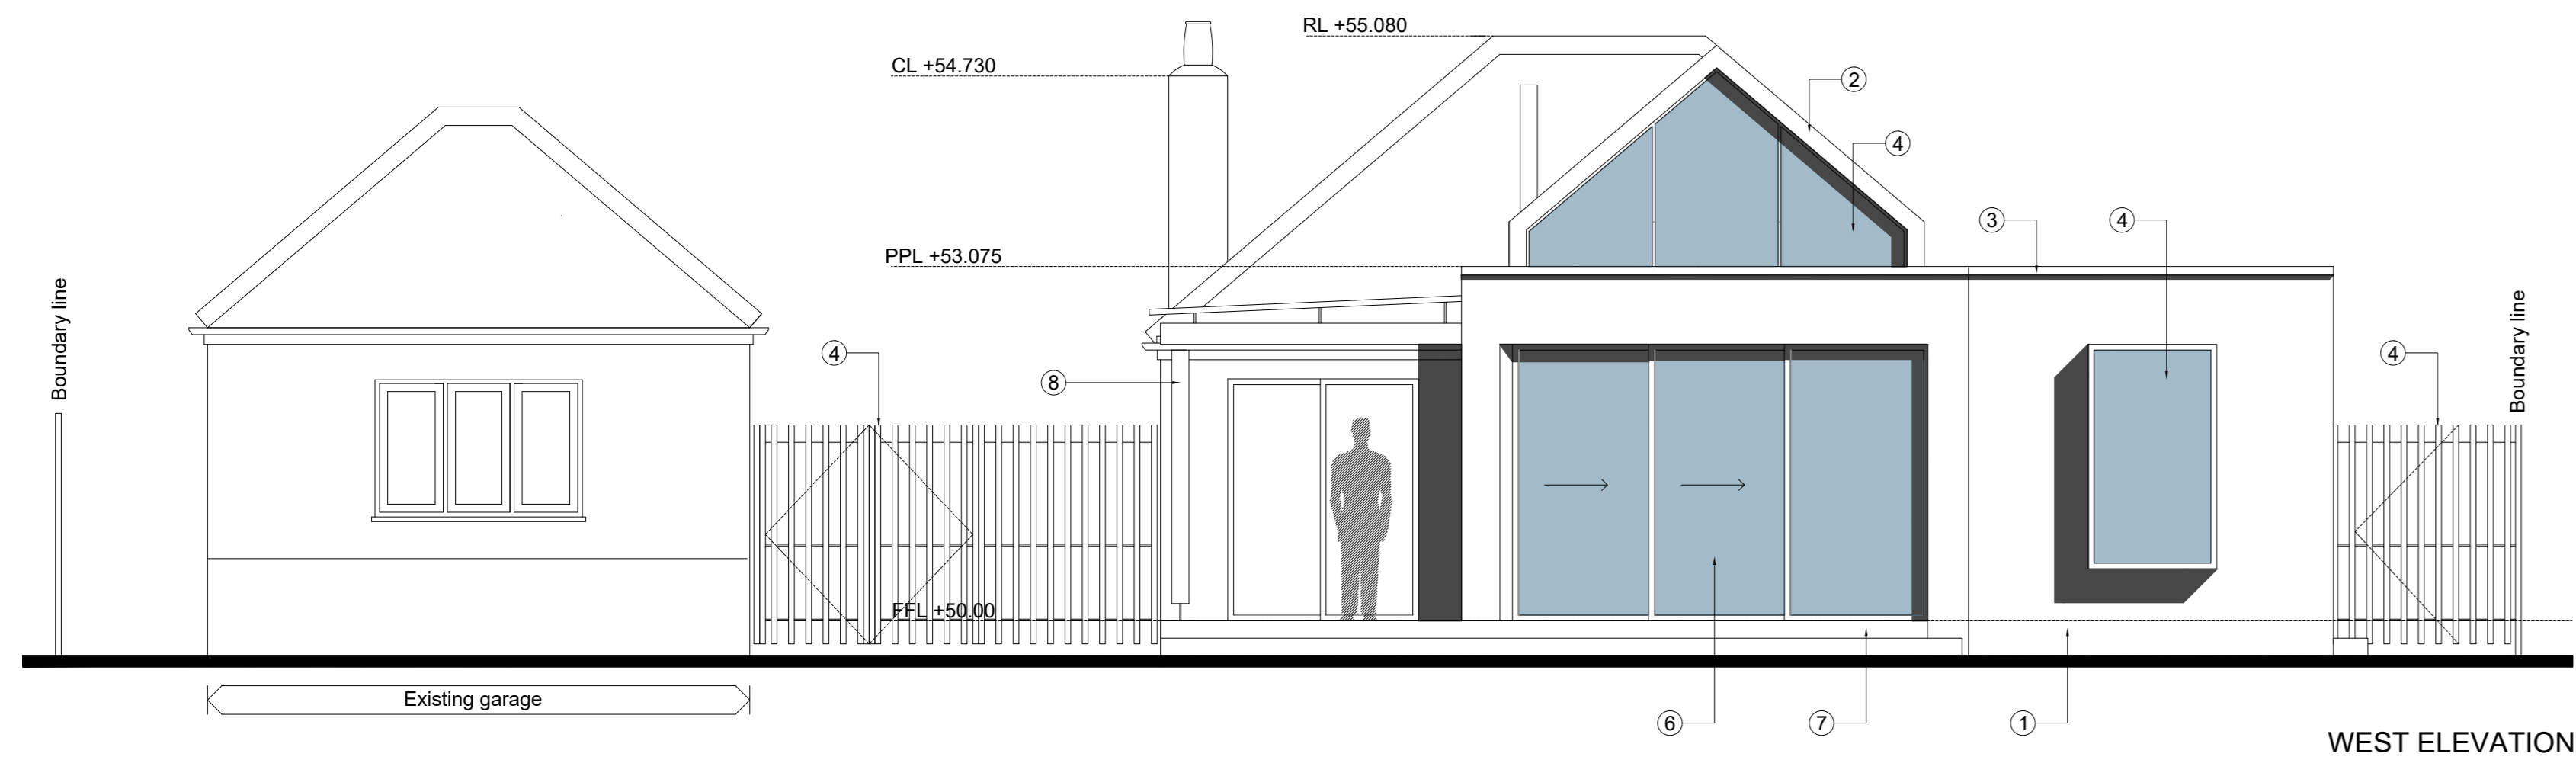 RL +55.080
CL +54.730
2
4
3
4
PPL +53.075
Boundary line
Boundary line
4
4
8
FFL +50.00
Existing garage
6
7
1
WEST ELEVATION